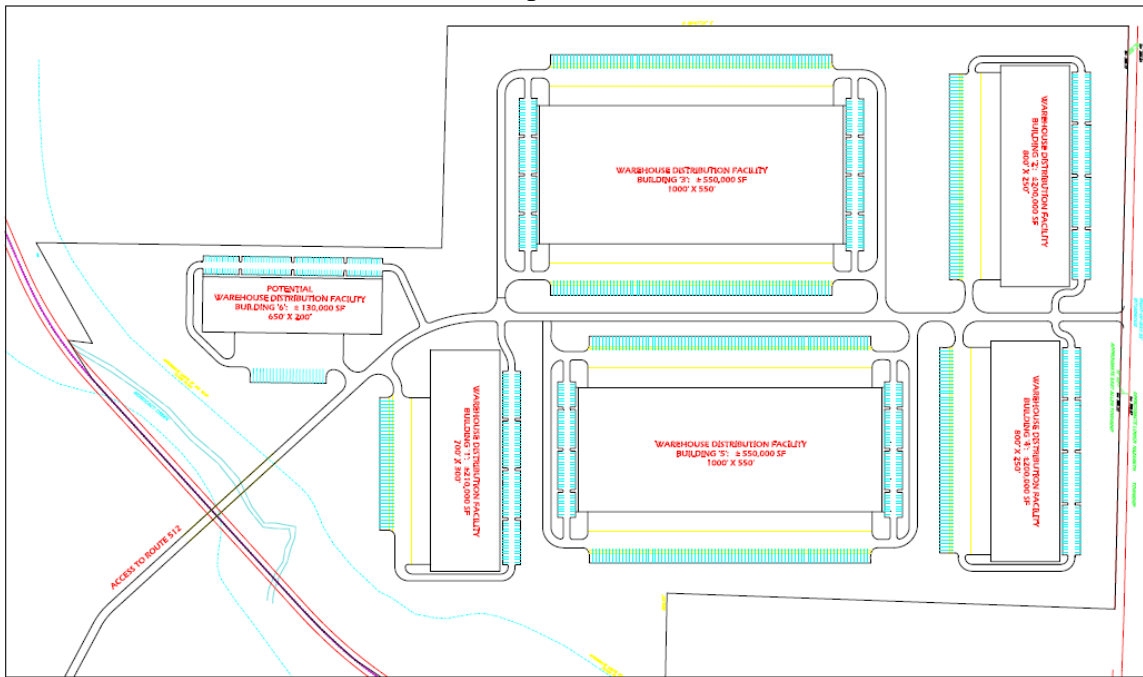 WAREHOUSE DISTRIBUTION FACILITY
BUILDING '3': ± 550,000 SF
1000' X 550'
WAREHOUSE DISTRIBUTION FACILITY
BUILDING '2': ±200,000 SF
800' X 250'
POTENTIAL
WAREHOUSE DISTRIBUTION FACILITY
BUILDING '6': ± 130,000 SF
650' X 200'
WAREHOUSE DISTRIBUTION FACILITY
BUILDING '1': ±210,000 SF
700' X 300'
WAREHOUSE DISTRIBUTION FACILITY
BUILDING '5': ± 550,000 SF
1000' X 550'
WAREHOUSE DISTRIBUTION FACILITY
BUILDING '4': ±200,000 SF
800' X 250'
ACCESS TO ROUTE 512